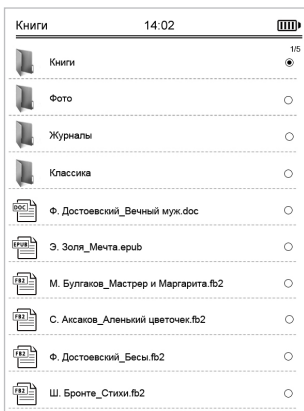 Книги 14:02
1/5
Книги
Фото
Журналы
Классика
DOC Ф. Достоевский_Вечный муж.doc
EPUB Э. Золя_Мечта.epub
FB2 М. Булгаков_Мастрер и Маргарита.fb2
FB2 С. Аксаков_Аленький цветочек.fb2
FB2 Ф. Достоевский_Бесы.fb2
FB2 Ш. Бронте_Стихи.fb2